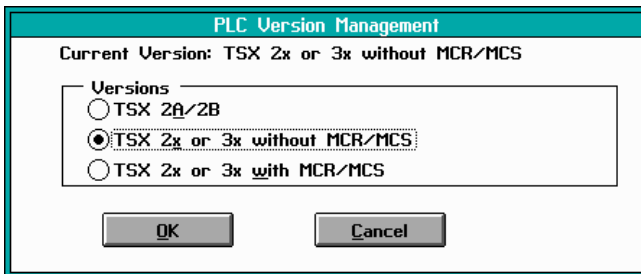 PLC Version Management
Current Version: TSX 2x or 3x without MCR/MCS
Versions
TSX 2A/2B
TSX 2x or 3x without MCR/MCS
TSX 2x or 3x with MCR/MCS
OK Cancel